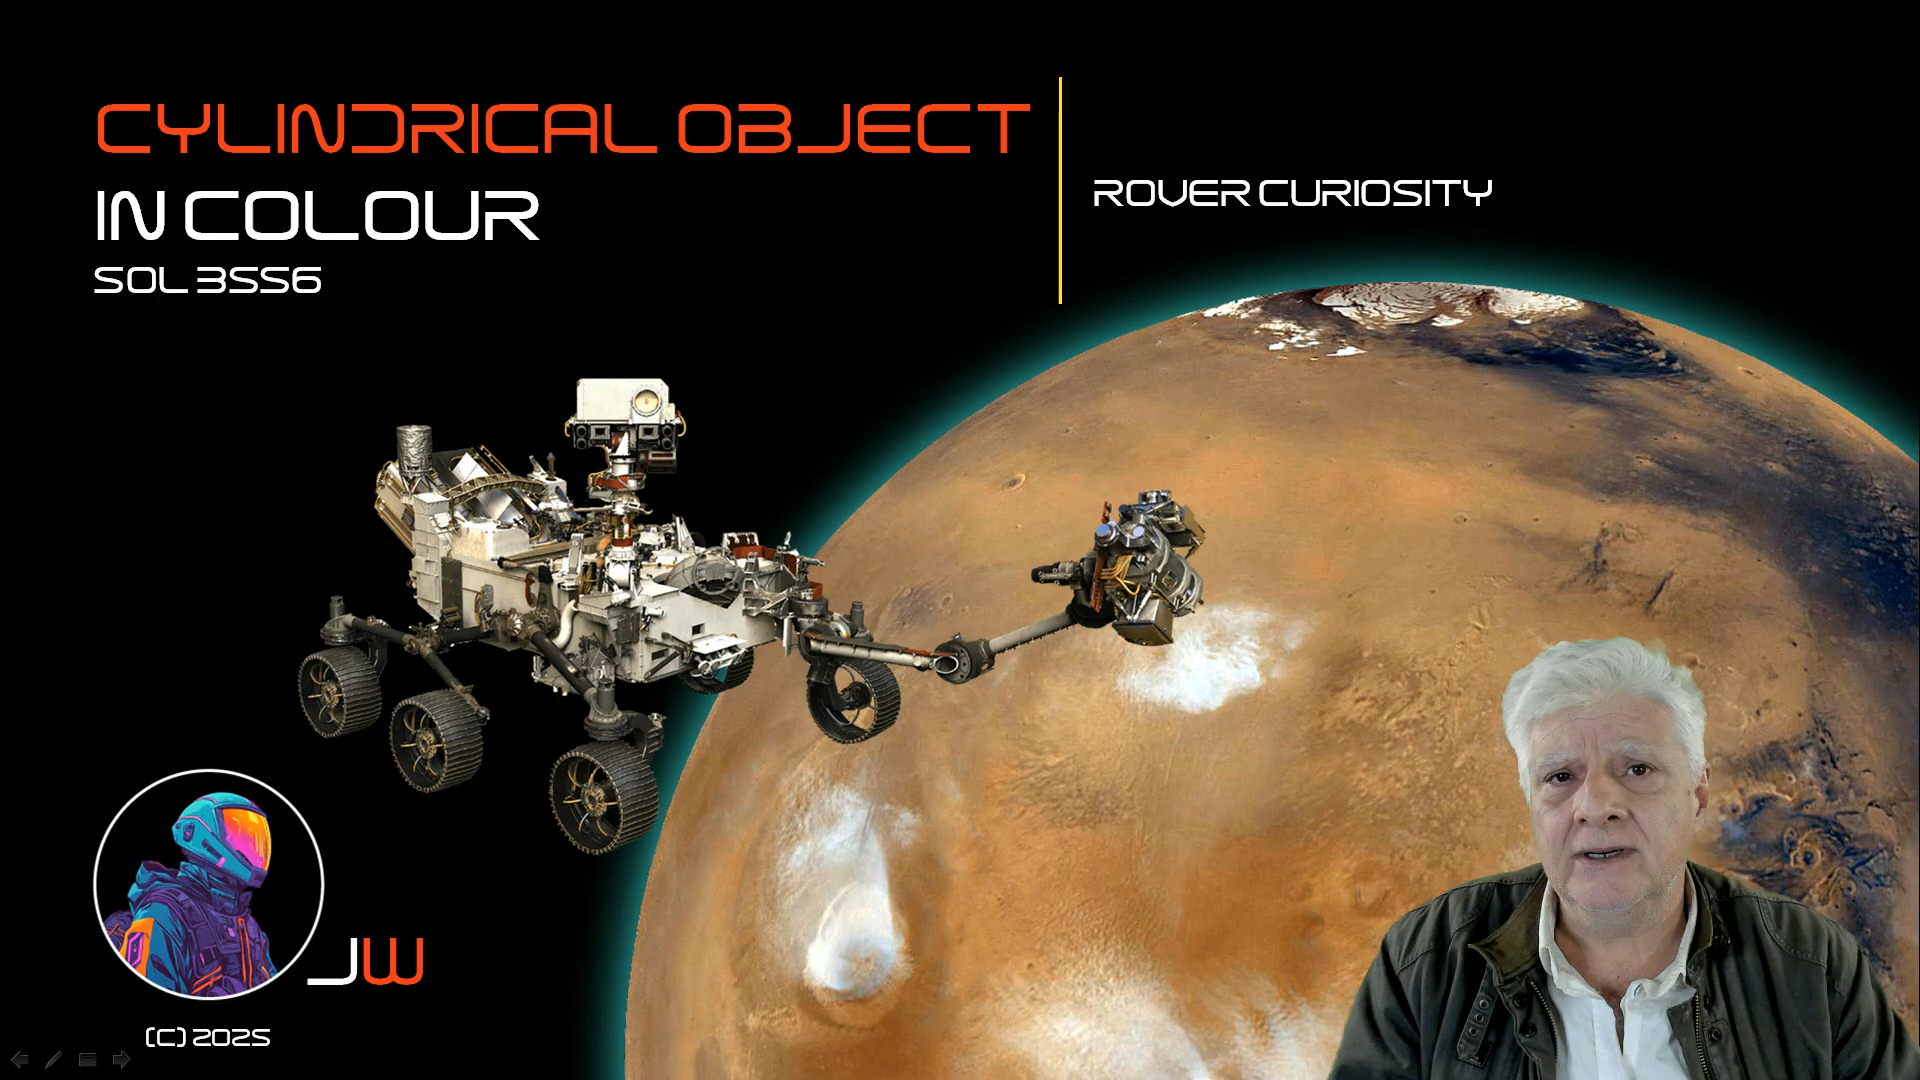 CYLINDRICAL OBJECT
IN COLOUR
SOL 3556
ROVER CURIOSITY
JW
(C) 2025